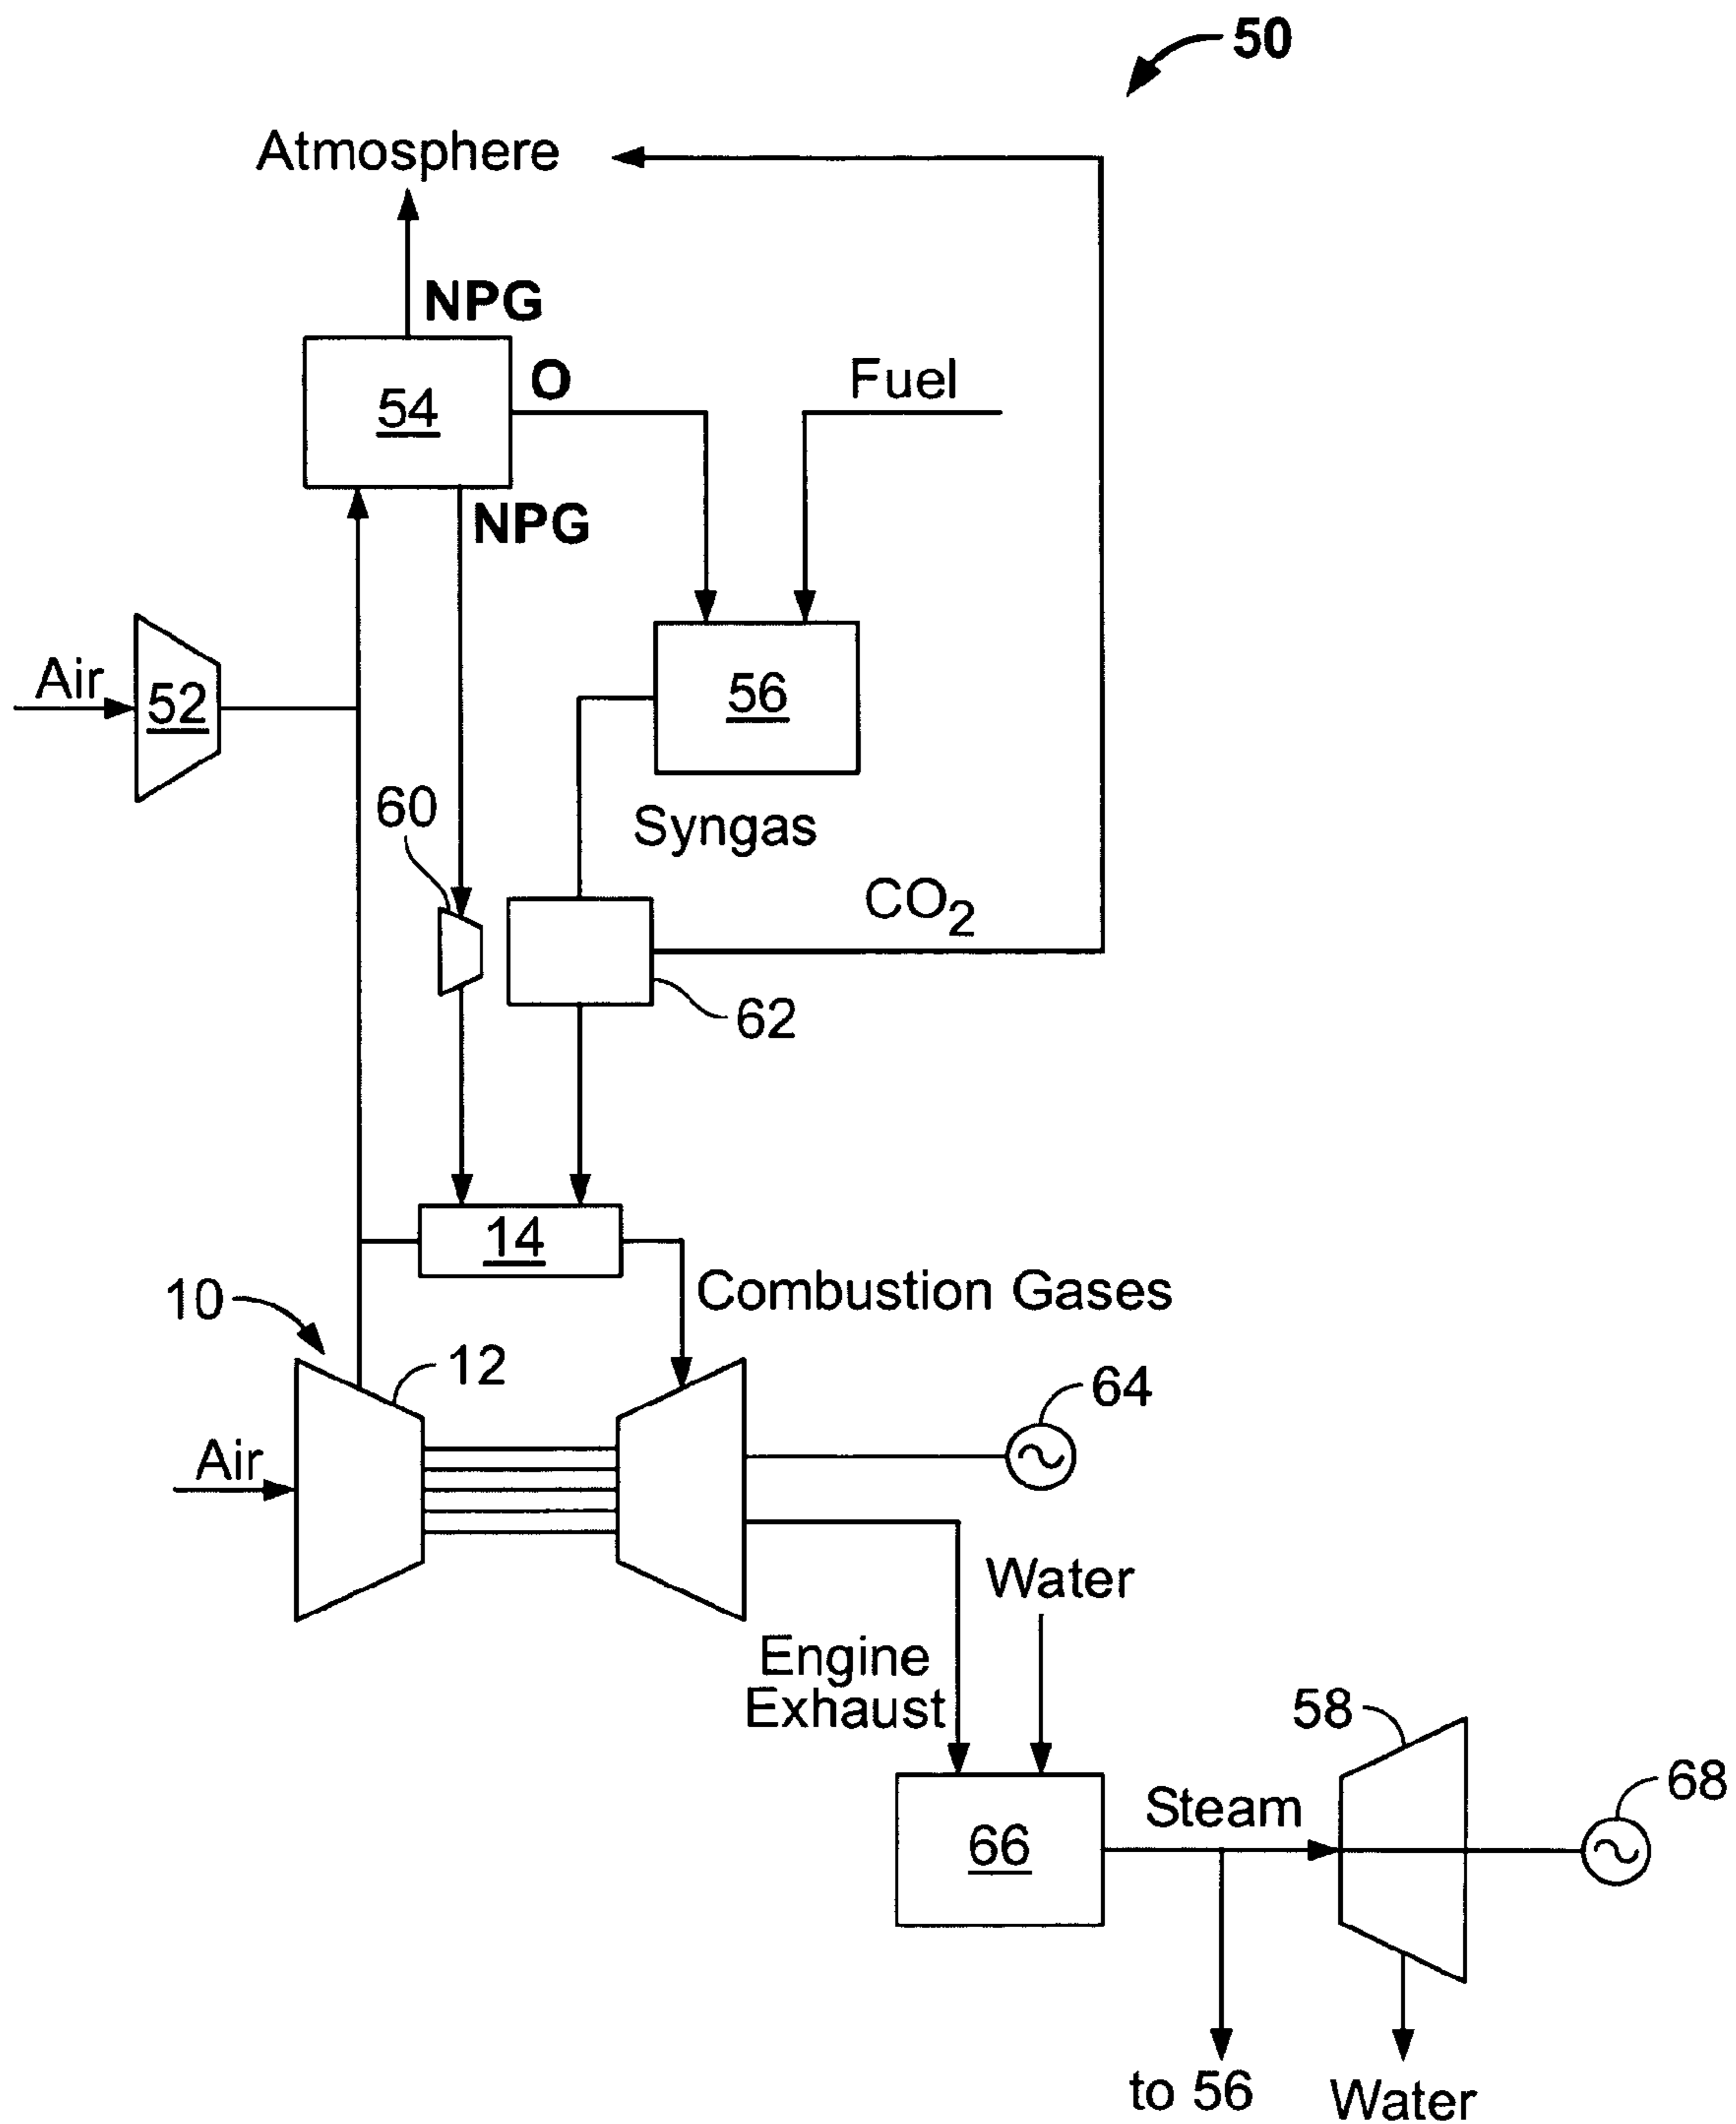 50
Atmosphere
NPG
O
Fuel
54
NPG
Air
52
56
60
Syngas
CO2
62
14
10
Combustion Gases
12
64
Air
Water
Engine
Exhaust
58
68
Steam
66
to 56
Water